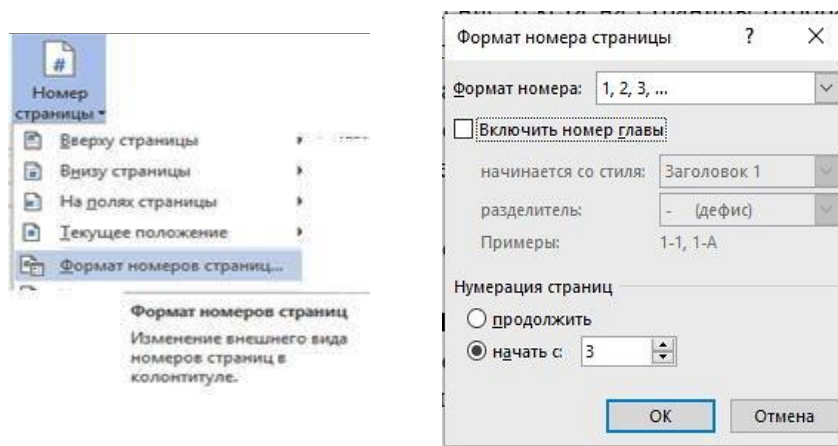 #
Номер
страницы
Вверху страницы
Внизу страницы
На полях страницы
Текущее положение
Формат номеров страниц...
Формат номеров страниц
Изменение внешнего вида
номеров страниц в
колонтитуле.
Формат номера страницы ? ×
Формат номера: 1, 2, 3, ...
Включить номер главы
начинается со стиля: Заголовок 1
разделитель: - (дефис)
Примеры: 1-1, 1-A
Нумерация страниц
продолжить
начать с: 3
ОК Отмена